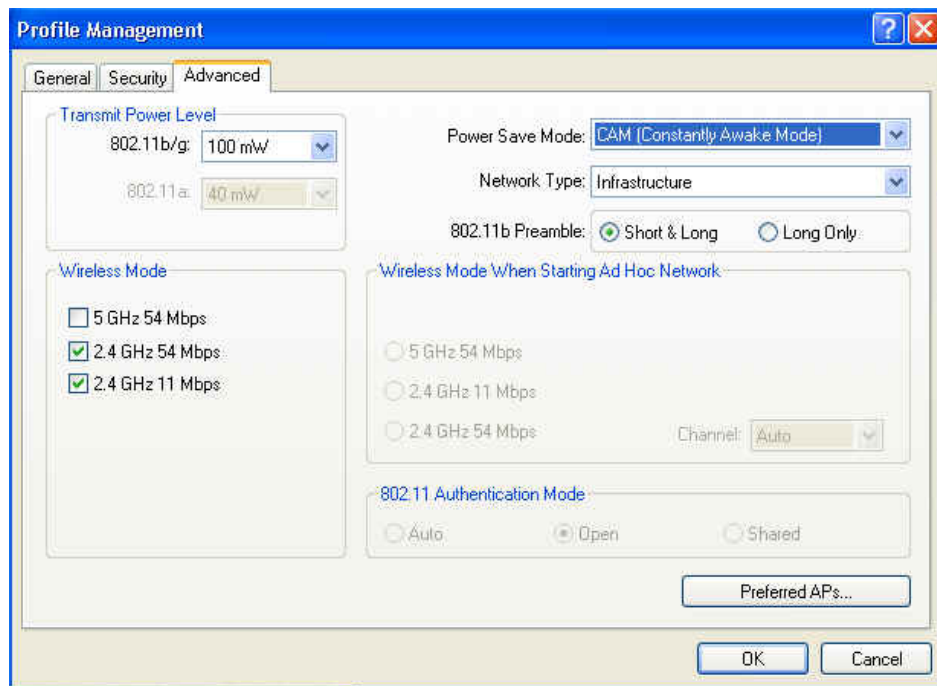 Profile Management
General Security Advanced
Transmit Power Level
802.11b/g: 100 mW
802.11a: 40 mW
Power Save Mode: CAM (Constantly Awake Mode)
Network Type: Infrastructure
802.11b Preamble: Short & Long Long Only
Wireless Mode
5 GHz 54 Mbps
2.4 GHz 54 Mbps
2.4 GHz 11 Mbps
Wireless Mode When Starting Ad Hoc Network
5 GHz 54 Mbps
2.4 GHz 11 Mbps
2.4 GHz 54 Mbps Channel: Auto
802.11 Authentication Mode
Auto Open Shared
Preferred APs...
OK Cancel